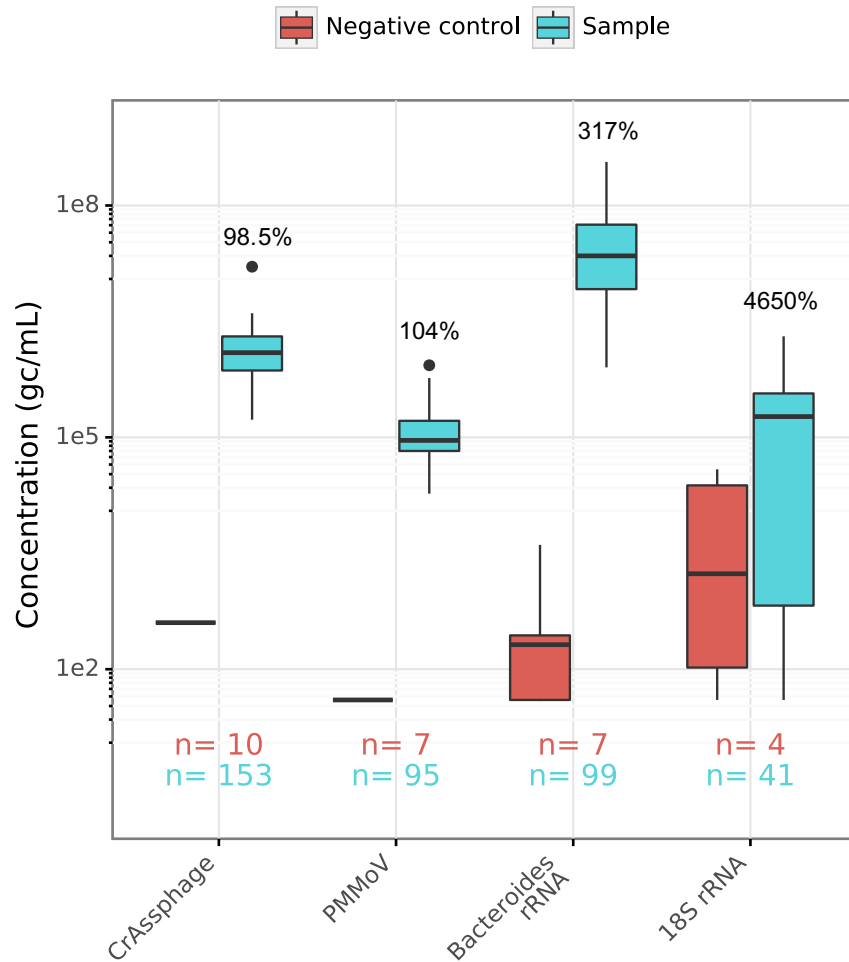 Negative control Sample
317%
1e8
98.5%
4650%
104%
1e5
Concentration (gc/mL)
1e2
n= 10 n= 7 n= 7 n= 4
n= 153 n= 95 n= 99 n= 41
CrAssphage
PMMoV
Bacteroides
rRNA
18S rRNA